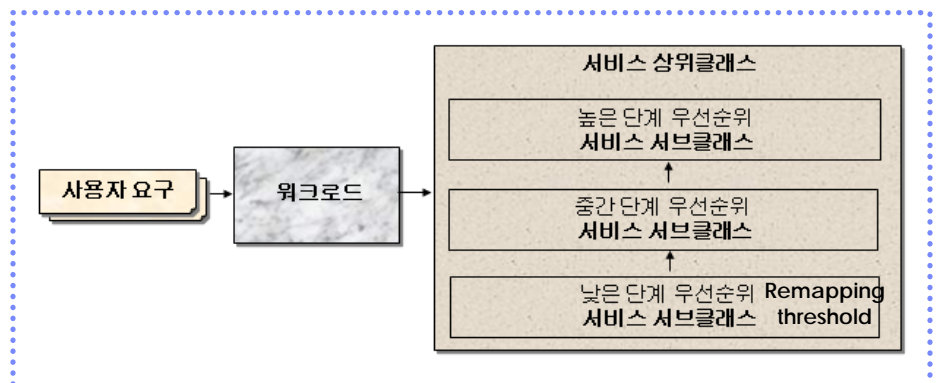 서비스 상위클래스
높은 단계 우선순위
서비스 서브클래스
사용자 요구
워크로드
중간 단계 우선순위
서비스 서브클래스
낮은 단계 우선순위
서비스 서브클래스
Remapping
threshold